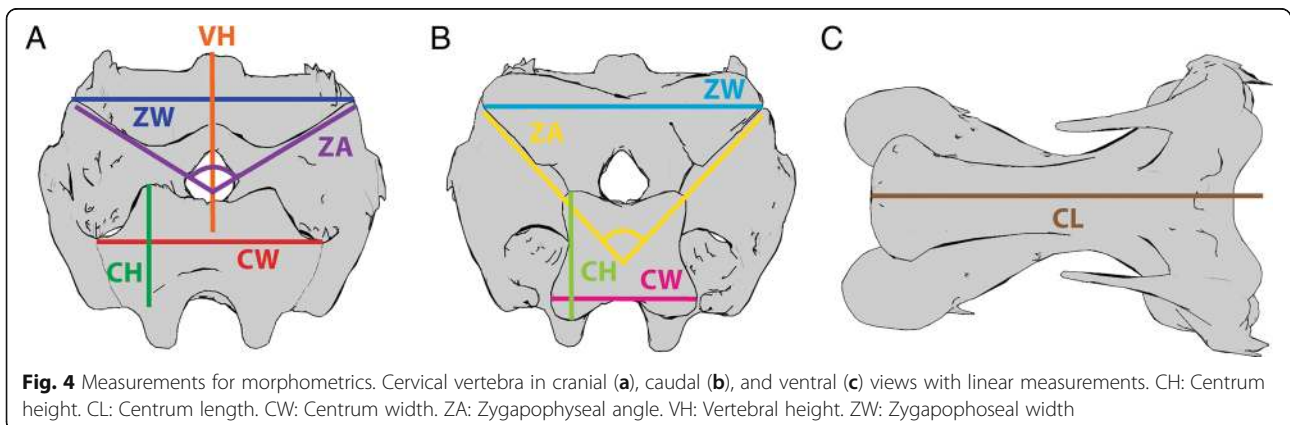 A
VH
B
C
ZW
ZW
ZA
ZA
CL
CH
CW
CH
CW
Fig. 4 Measurements for morphometrics. Cervical vertebra in cranial (a), caudal (b), and ventral (c) views with linear measurements. CH: Centrum
height. CL: Centrum length. CW: Centrum width. ZA: Zygapophyseal angle. VH: Vertebral height. ZW: Zygapophoseal width